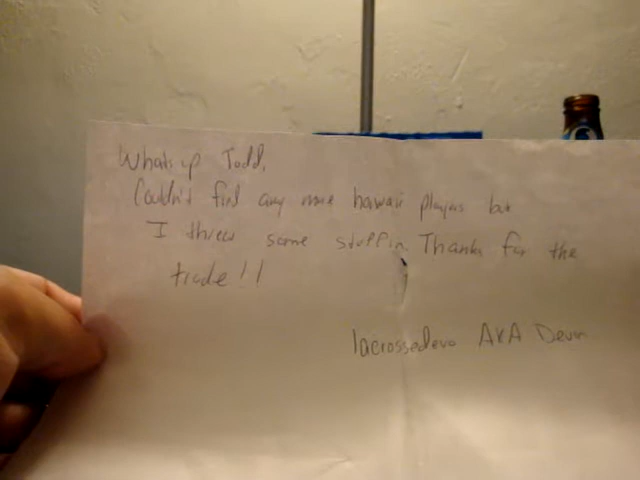 Whats up Todd,
Couldn't find any more hawaii players but
I threw some stuff in. Thanks for the
trade!!
lacrossedevo AKA Devin